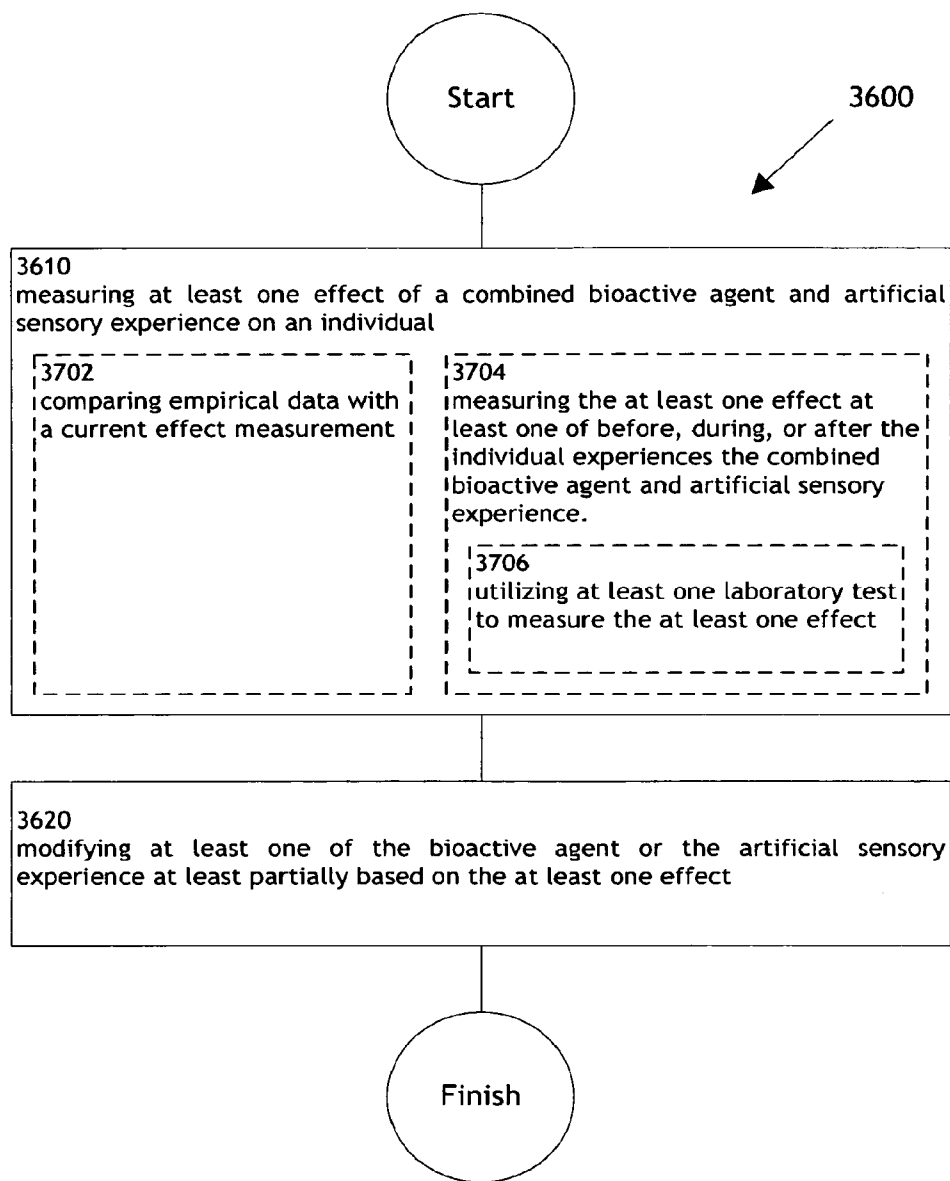 Start
3600
3610
measuring at least one effect of a combined bioactive agent and artificial
sensory experience on an individual
3702
comparing empirical data with
a current effect measurement
3704
measuring the at least one effect at
least one of before, during, or after the
individual experiences the combined
bioactive agent and artificial sensory
experience.
3706
utilizing at least one laboratory test
to measure the at least one effect
3620
modifying at least one of the bioactive agent or the artificial sensory
experience at least partially based on the at least one effect
Finish